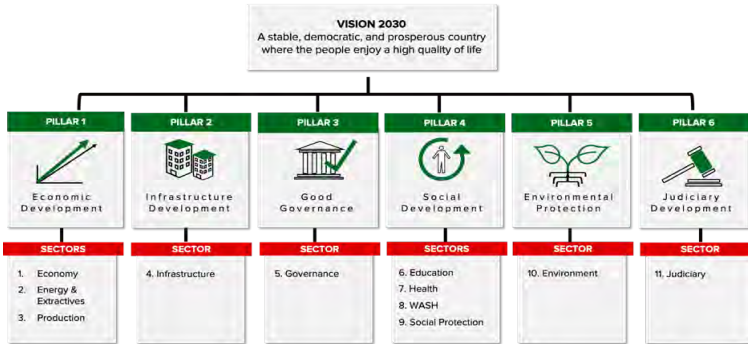 VISION 2030
A stable, democratic, and prosperous country
where the people enjoy a high quality of life
PILLAR 1
Economic
Development
SECTORS
1. Economy
2. Energy &
Extractives
3. Production
PILLAR 2
Infrastructure
Development
SECTOR
4. Infrastructure
PILLAR 3
Good
Governance
SECTOR
5. Governance
PILLAR 4
Social
Development
SECTORS
6. Education
7. Health
8. WASH
9. Social Protection
PILLAR 5
Environmental
Protection
SECTOR
10. Environment
PILLAR 6
Judiciary
Development
SECTOR
11. Judiciary